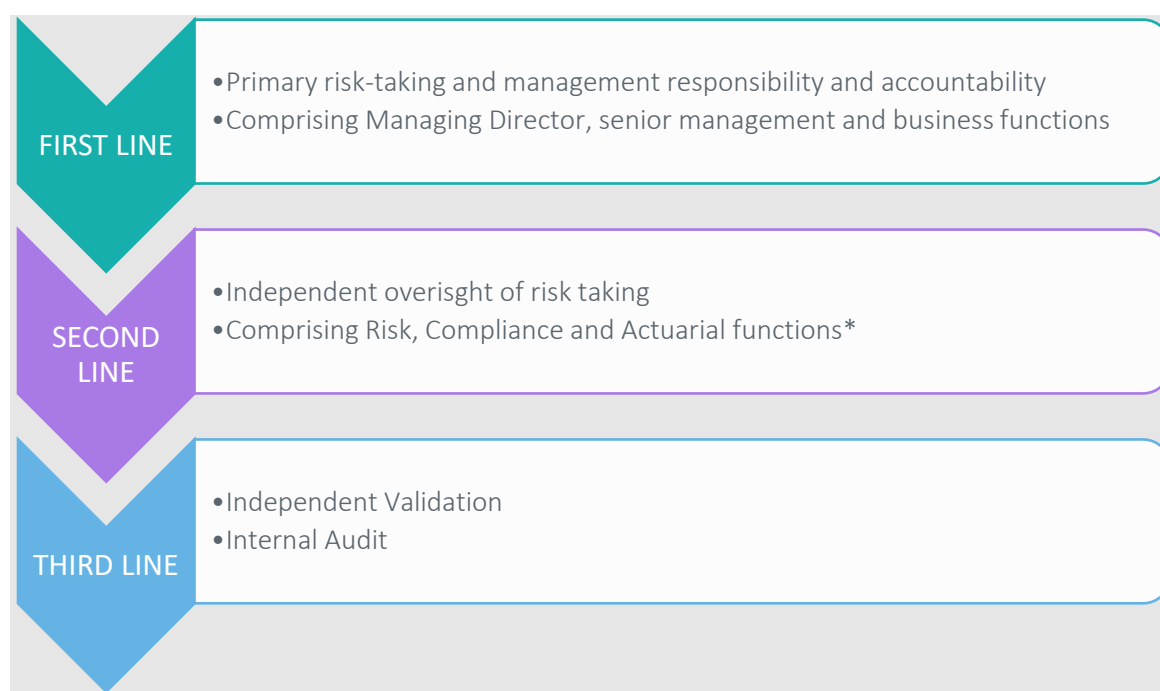 FIRST LINE
•Primary risk-taking and management responsibility and accountability
•Comprising Managing Director, senior management and business functions
SECOND
LINE
•Independent overisght of risk taking
•Comprising Risk, Compliance and Actuarial functions*
THIRD LINE
•Independent Validation
•Internal Audit